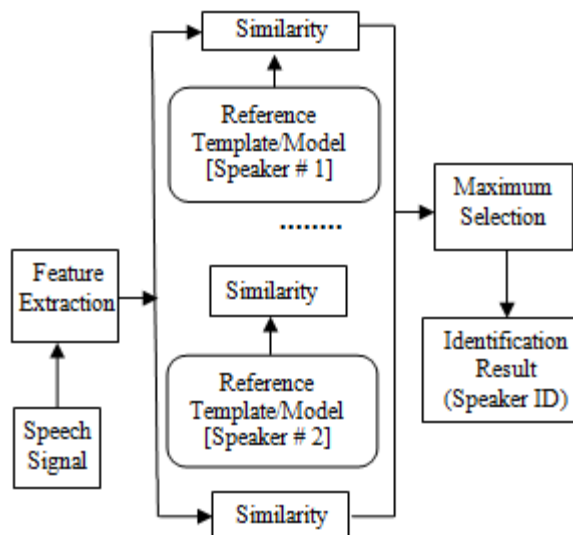 Similarity
Reference
Template/Model
[Speaker # 1]
Maximum
Selection
........
Feature
Extraction
Similarity
Identification
Result
(Speaker ID)
Reference
Template/Model
[Speaker # 2]
Speech
Signal
Similarity